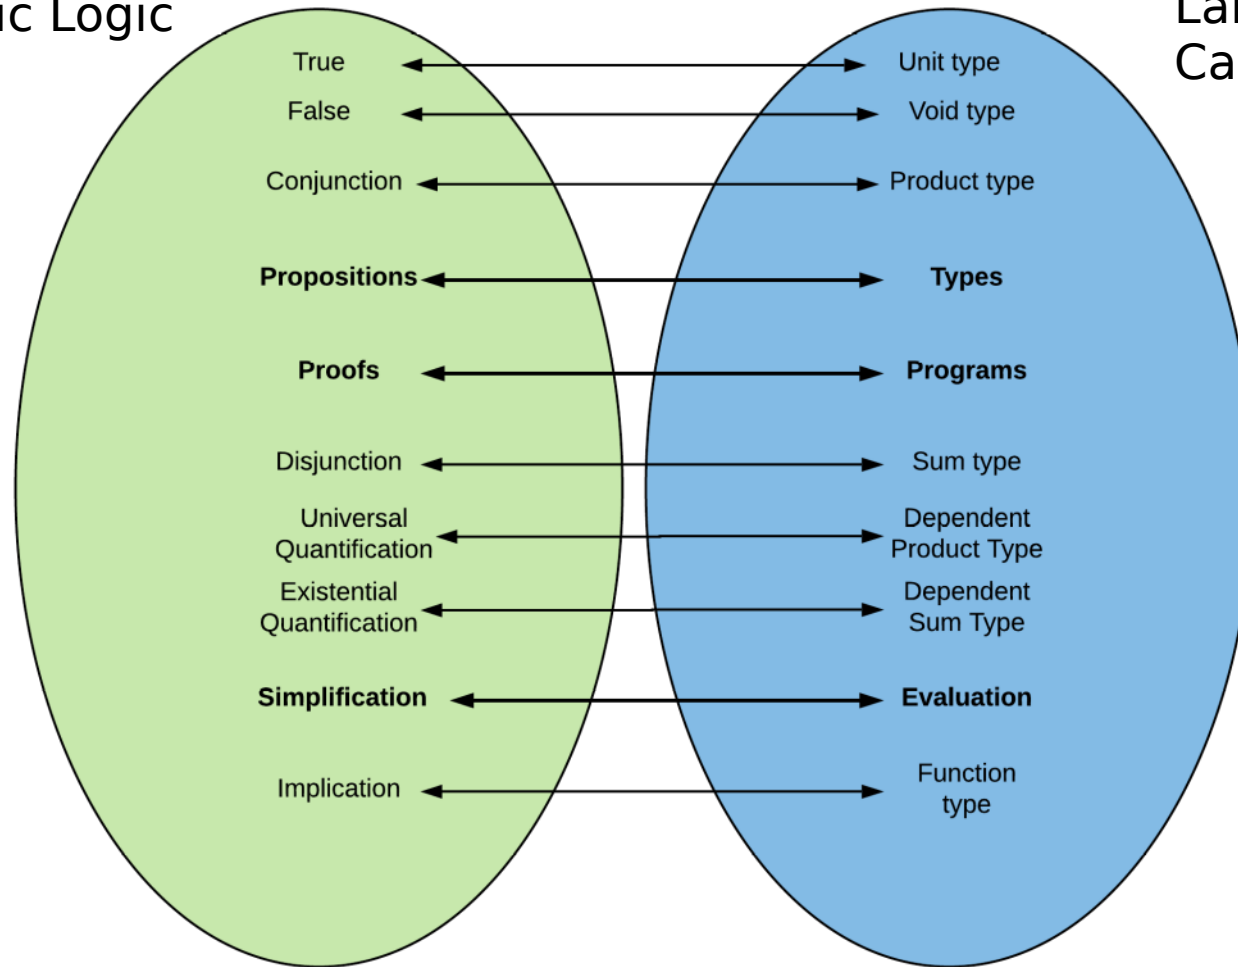 ic Logic
Lar
Ca
True
Unit type
False
Void type
Conjunction
Product type
Propositions
Types
Proofs
Programs
Disjunction
Sum type
Universal
Quantification
Dependent
Product Type
Existential
Quantification
Dependent
Sum Type
Simplification
Evaluation
Implication
Function
type